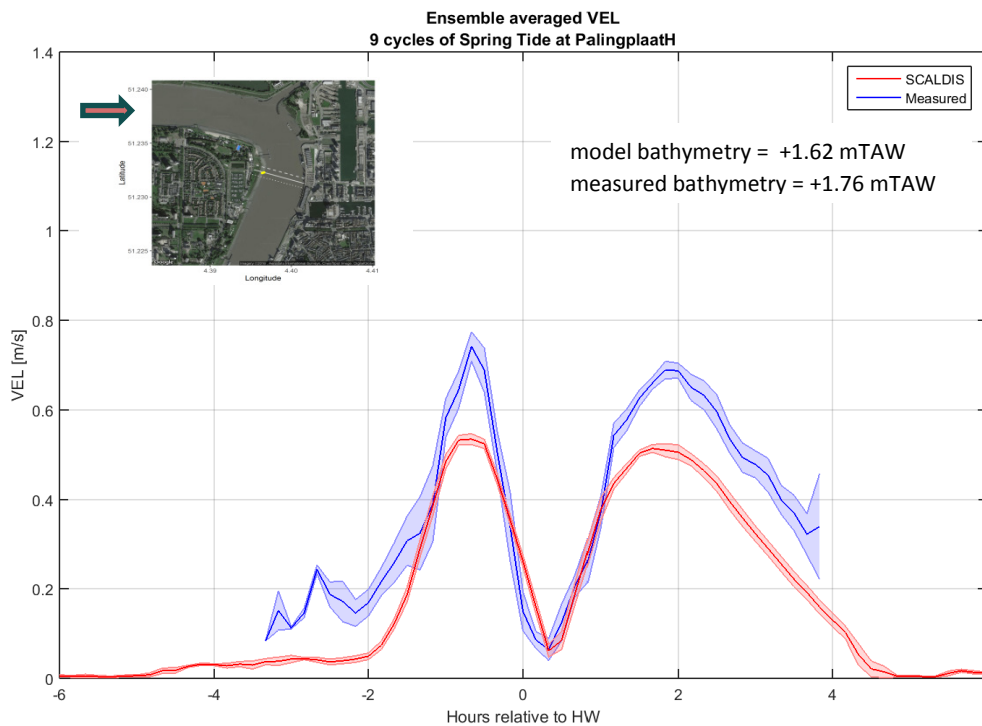 Ensemble averaged VEL
9 cycles of Spring Tide at PalingplaatH
1.4
1.2
1
0.8
0.6
0.4
0.2
0
VEL [m/s]
-6
-4
-2
0
2
4
Hours relative to HW
SCALDIS
Measured
model bathymetry = +1.62 mTAW
measured bathymetry = +1.76 mTAW
51.240
51.235
51.230
51.225
Latitude
4.39
4.40
4.41
Longitude
Google